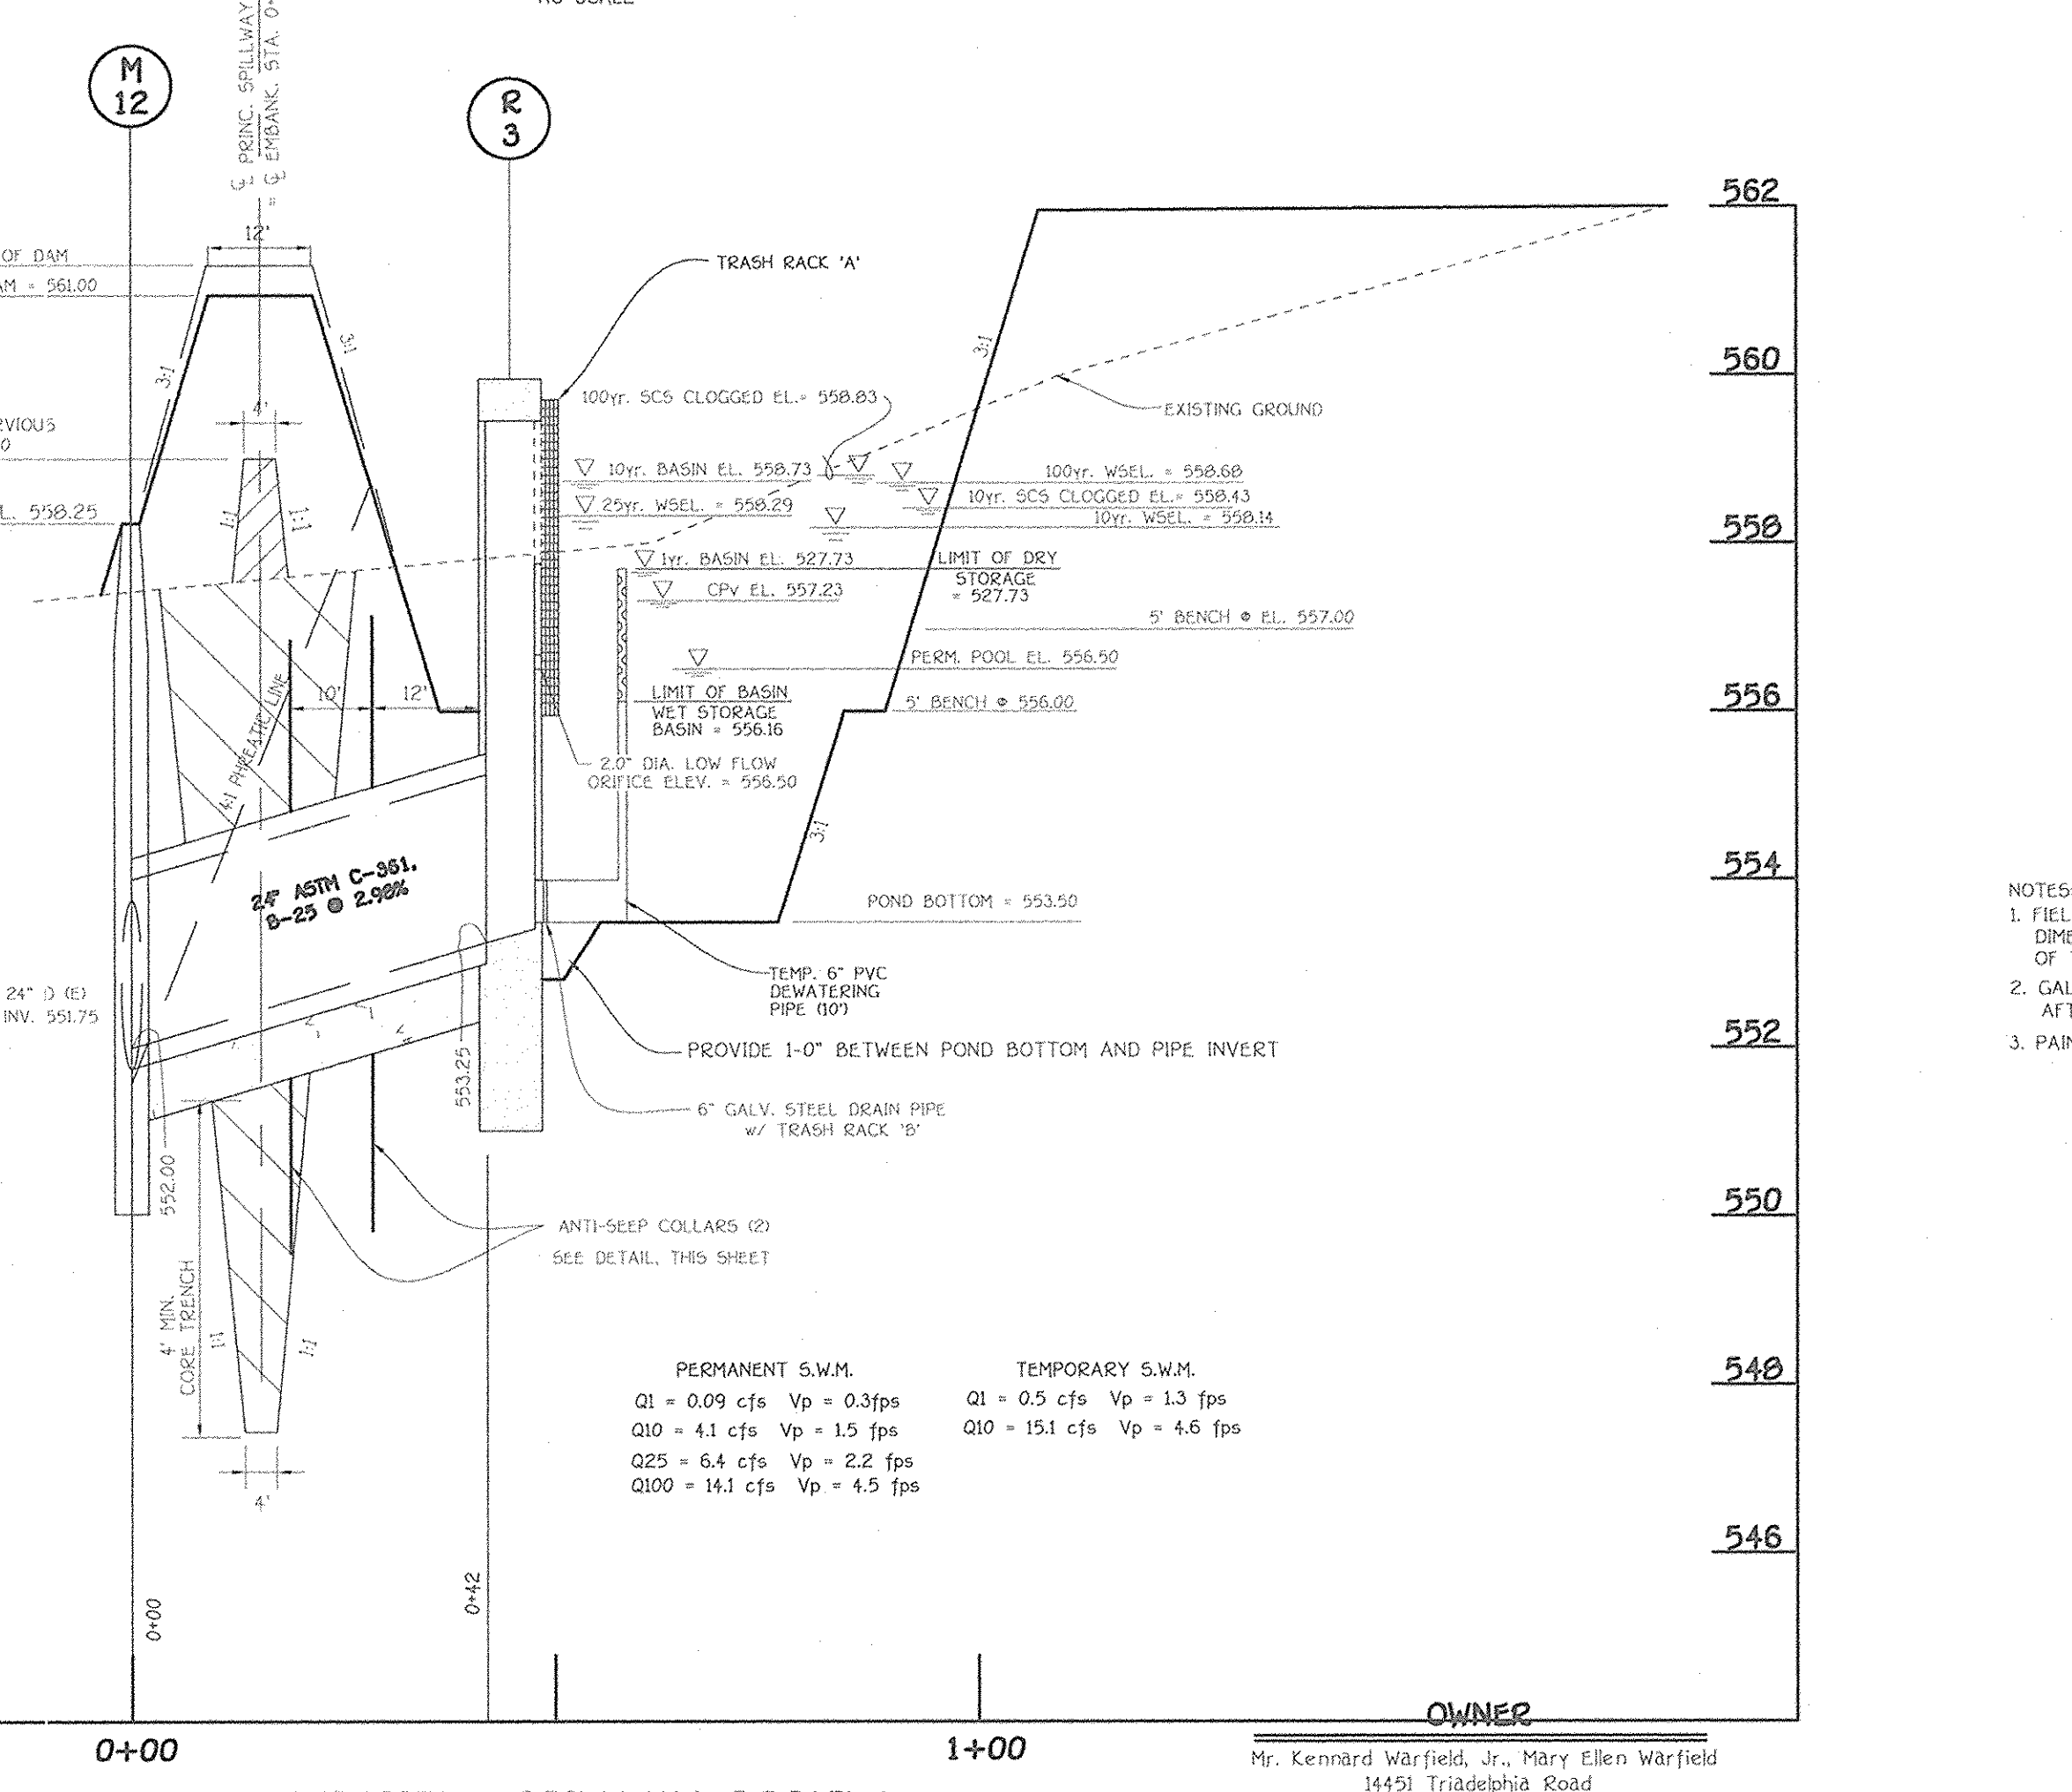 M
12
R
3
℄ PRINC. SPILLWAY
= ℄ EMBANK. STA.
12'
OF DAM
= 561.00
3:1
3:1
4'
558.25
1:1
1:1
TRASH RACK 'A'
100yr. SCS CLOGGED EL.= 558.83
10yr. BASIN EL. 558.73
25yr. WSEL. = 558.29
100yr. WSEL. = 558.68
10yr. SCS CLOGGED EL.= 558.43
10yr. WSEL. = 558.14
1yr. BASIN EL. 527.73
CPv EL. 557.23
LIMIT OF DRY
STORAGE
= 527.73
5' BENCH @ EL. 557.00
PERM. POOL EL. 556.50
LIMIT OF BASIN
WET STORAGE
BASIN = 556.16
5' BENCH @ 556.00
2.0" DIA. LOW FLOW
ORIFICE ELEV. = 556.50
EXISTING GROUND
3:1
3:1
10'
12'
4:1 PHREATIC LINE
24" ASTM C-361,
B-25 @ 2.98%
POND BOTTOM = 553.50
TEMP. 6" PVC
DEWATERING
PIPE (10')
PROVIDE 1-0" BETWEEN POND BOTTOM AND PIPE INVERT
6" GALV. STEEL DRAIN PIPE
w/ TRASH RACK 'B'
24" D (E)
INV. 551.75
553.25
552.00
ANTI-SEEP COLLARS (2)
SEE DETAIL, THIS SHEET
4' MIN.
CORE TRENCH
1:1
1:1
4'
PERMANENT S.W.M.
Q1 = 0.09 cfs Vp = 0.3fps
Q10 = 4.1 cfs Vp = 1.5 fps
Q25 = 6.4 cfs Vp = 2.2 fps
Q100 = 14.1 cfs Vp = 4.5 fps
TEMPORARY S.W.M.
Q1 = 0.5 cfs Vp = 1.3 fps
Q10 = 15.1 cfs Vp = 4.6 fps
562
560
558
556
554
552
550
548
546
NOTES
1.
OF
2.
3.
0+00
0+42
0+00
1+00
OWNER
Mr. Kennard Warfield, Jr., Mary Ellen Warfield
14451 Triadelphia Road